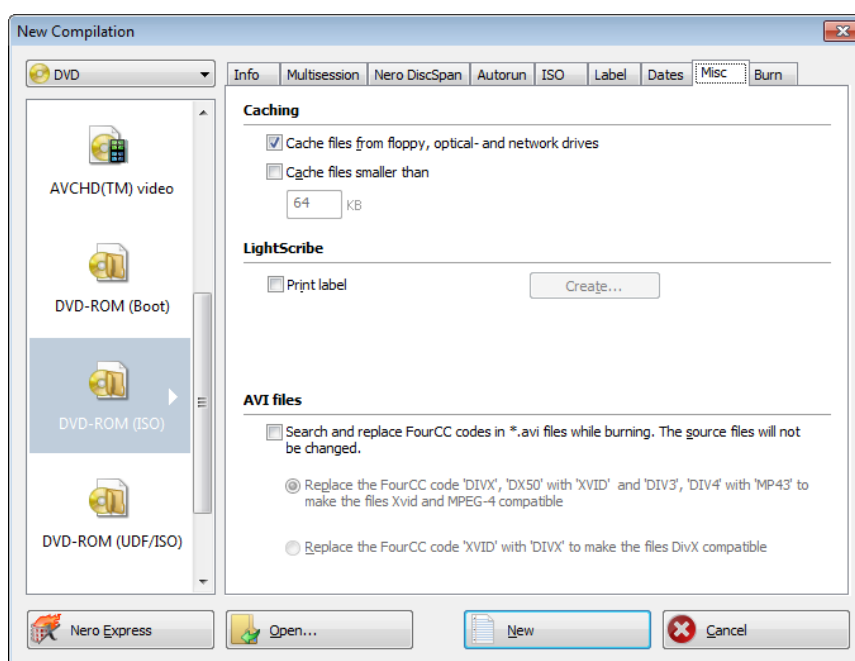 New Compilation
DVD
Info
Multisession
Nero DiscSpan
Autorun
ISO
Label
Dates
Misc
Burn
AVCHD(TM) video
DVD-ROM (Boot)
DVD-ROM (ISO)
DVD-ROM (UDF/ISO)
Caching
Cache files from floppy, optical- and network drives
Cache files smaller than
64 KB
LightScribe
Print label
Create...
AVI files
Search and replace FourCC codes in *.avi files while burning. The source files will not
be changed.
Replace the FourCC code 'DIVX', 'DX50' with 'XVID' and 'DIV3', 'DIV4' with 'MP43' to
make the files Xvid and MPEG-4 compatible
Replace the FourCC code 'XVID' with 'DIVX' to make the files DivX compatible
Nero Express
Open...
New
Cancel